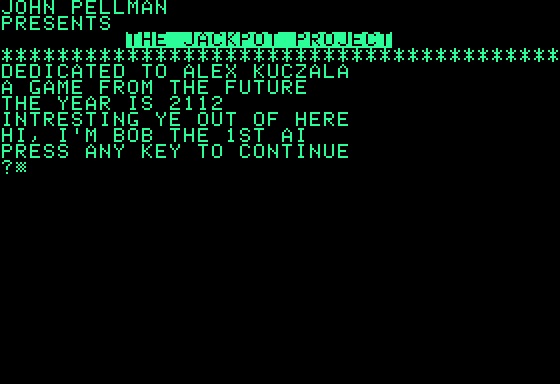 JOHN PELLMAN
PRESENTS
THE JACKPOT PROJECT
****************************************
DEDICATED TO ALEX KUCZALA
A GAME FROM THE FUTURE
THE YEAR IS 2112
INTRESTING YE OUT OF HERE
HI, I'M BOB THE 1ST AI
PRESS ANY KEY TO CONTINUE
?